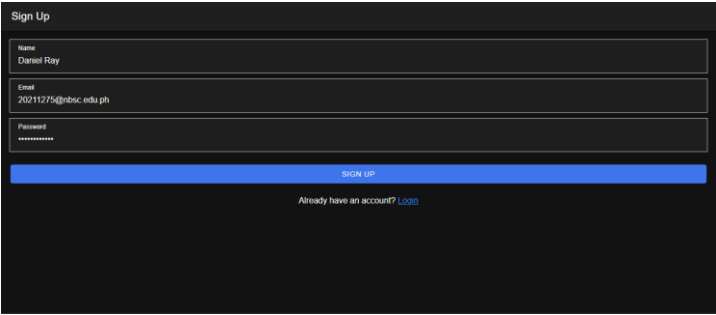 Sign Up
Name
Daniel Ray
Email
20211275@nbsc.edu.ph
Password
••••••••••••
SIGN UP
Already have an account? Login